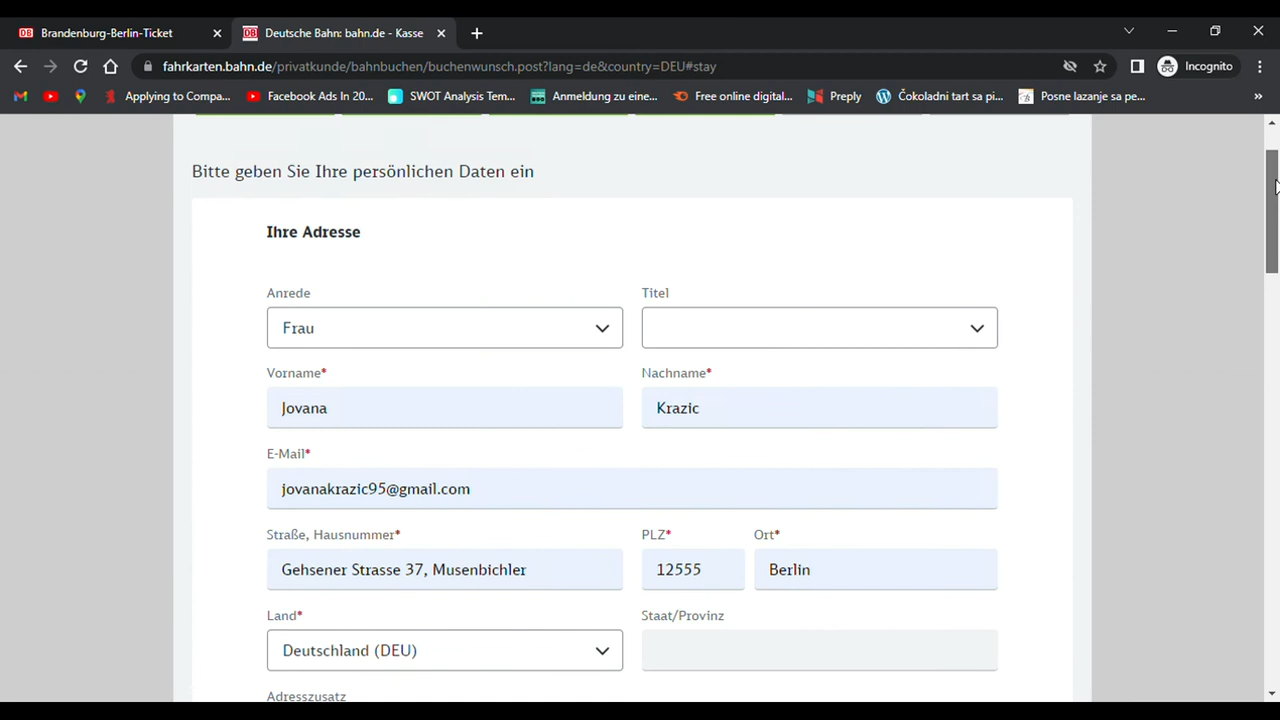 DB Brandenburg-Berlin-Ticket
DB Deutsche Bahn: bahn.de - Kasse
fahrkarten.bahn.de/privatkunde/bahnbuchen/buchenwunsch.post?lang=de&country=DEU#stay
Incognito
Applying to Compa...
Facebook Ads In 20...
SWOT Analysis Tem...
Anmeldung zu eine...
Free online digital...
Preply
Čokoladni tart sa pi...
Posne lazanje sa pe...
»
Bitte geben Sie Ihre persönlichen Daten ein
Ihre Adresse
Anrede
Titel
Frau
Vorname*
Nachname*
Jovana
Krazic
E-Mail*
jovanakrazic95@gmail.com
Straße, Hausnummer*
PLZ*
Ort*
Gehsener Strasse 37, Musenbichler
12555
Berlin
Land*
Staat/Provinz
Deutschland (DEU)
Adresszusatz